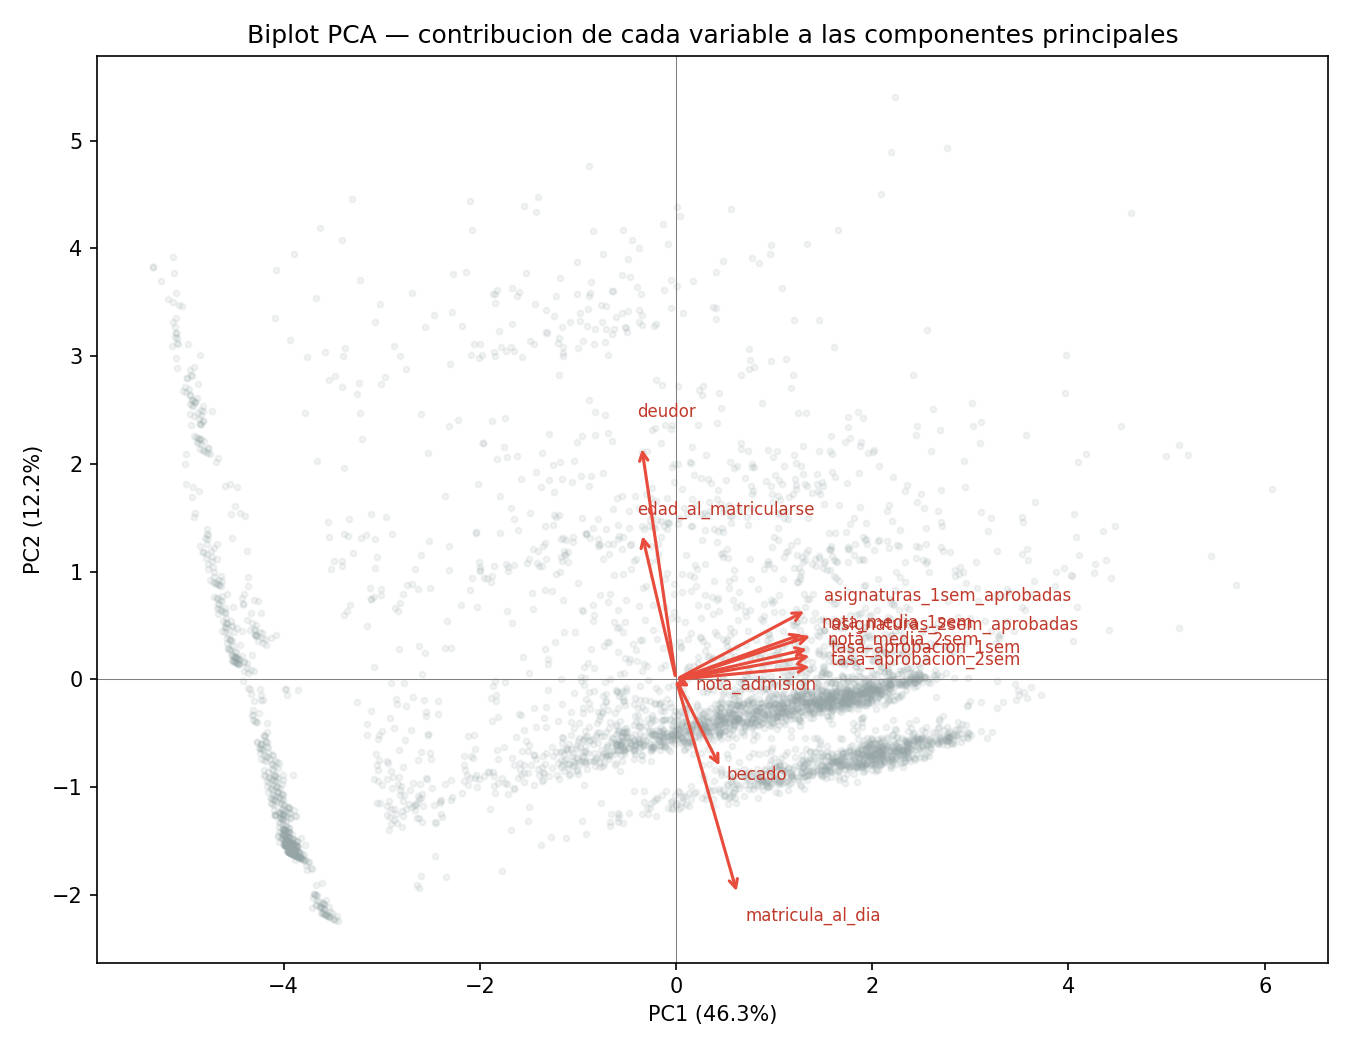 Biplot PCA — contribucion de cada variable a las componentes principales
5
4
3
2
1
0
−1
−2
PC2 (12.2%)
deudor
edad_al_matricularse
asignaturas_1sem_aprobadas
nota_media_1sem
asignaturas_2sem_aprobadas
nota_media_2sem
tasa_aprobacion_1sem
tasa_aprobacion_2sem
nota_admision
becado
matricula_al_dia
−4
−2
0
2
4
6
PC1 (46.3%)